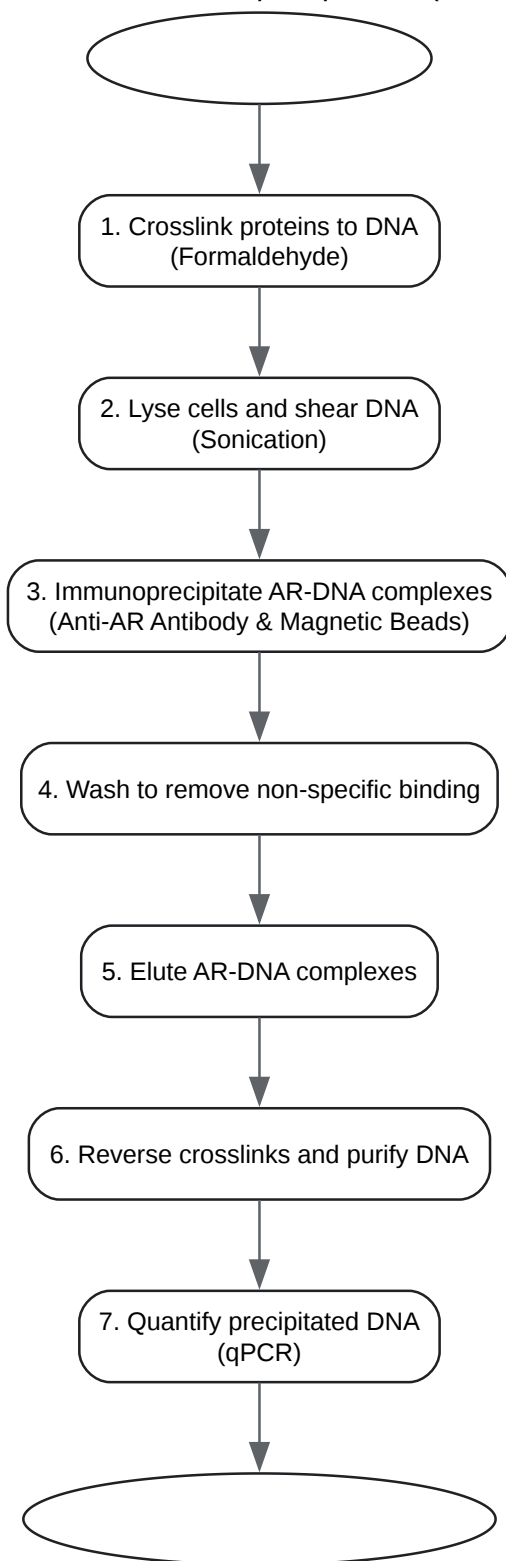 1. Crosslink proteins to DNA
(Formaldehyde)
2. Lyse cells and shear DNA
(Sonication)
3. Immunoprecipitate AR-DNA complexes
(Anti-AR Antibody & Magnetic Beads)
4. Wash to remove non-specific binding
5. Elute AR-DNA complexes
6. Reverse crosslinks and purify DNA
7. Quantify precipitated DNA
(qPCR)